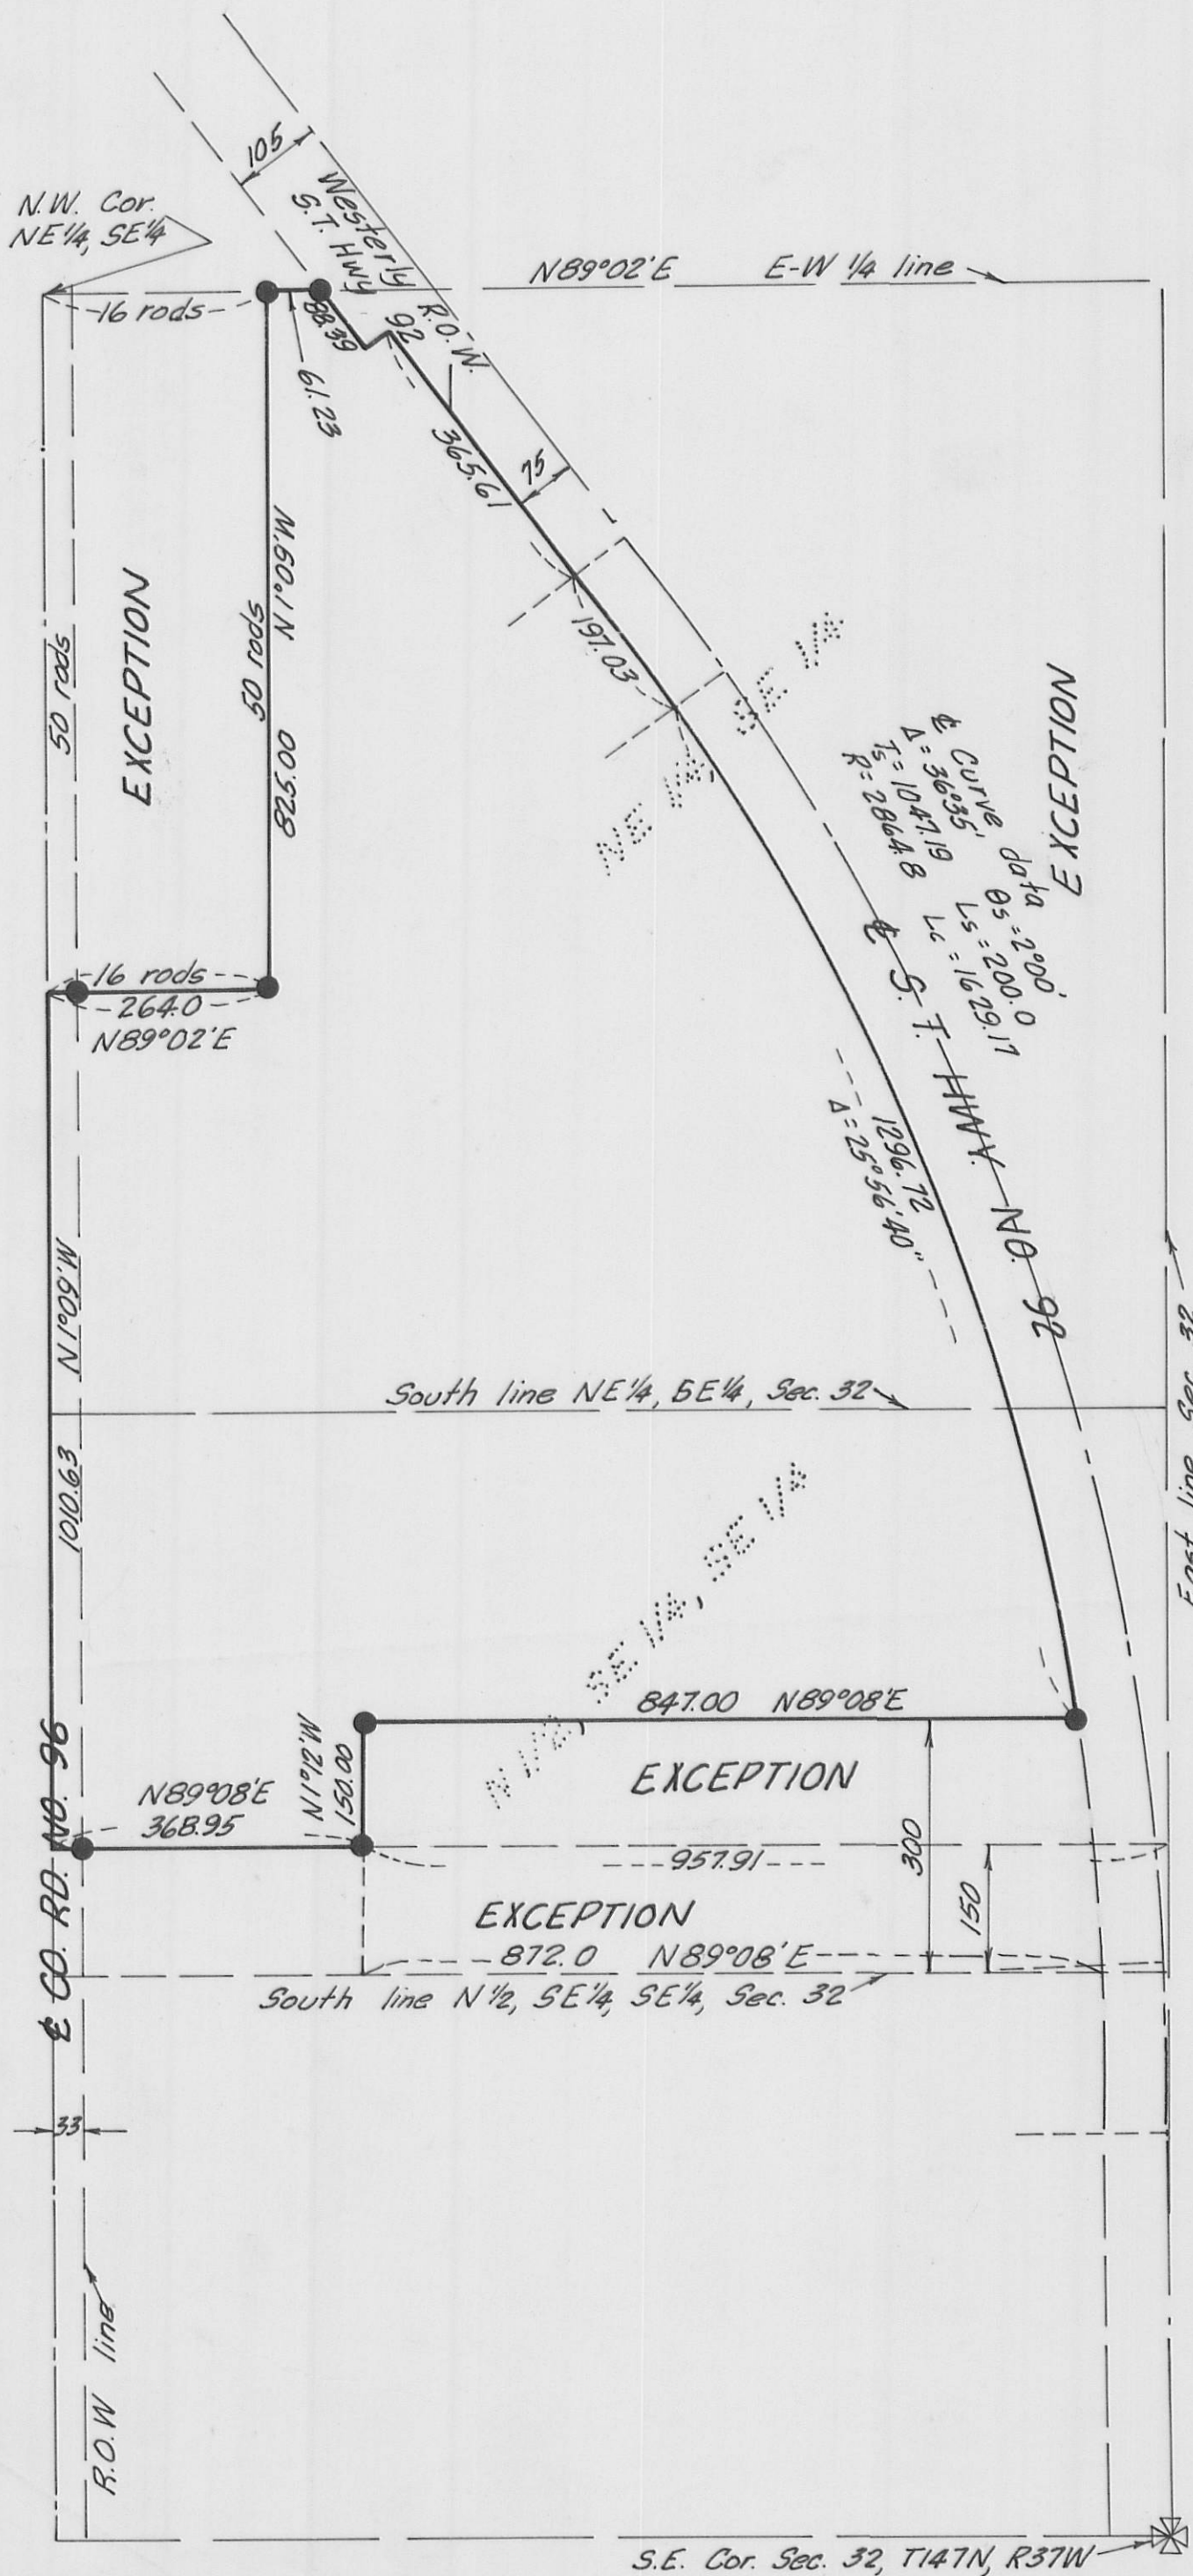 105
N.W. Cor.
NE¼, SE¼
Westerly R.O.W.
S.T. Hwy 92
N89°02'E E-W ¼ line
16 rods
88.39
61.23
365.61
75
50 rods
EXCEPTION
50 rods
N1°09'W
825.00
197.03
NE 1/4, SE 1/4
EXCEPTION
℄ Curve data
Δ = 36°35'
Ts = 1047.19
R = 2864.8
θs = 2°00'
Ls = 200.0
Lc = 1629.17
16 rods
264.0
N89°02'E
℄ S.T. HWY. NO. 92
1296.72
Δ = 25°56'40"
N1°09'W
East line Sec. 32
South line NE¼, SE¼, Sec. 32
1010.63
N 1/2, SE 1/4, SE 1/4
847.00 N89°08'E
N1°12'W
150.00
EXCEPTION
N89°08'E
368.95
957.91
300
150
EXCEPTION
872.0 N89°08'E
South line N½, SE¼, SE¼, Sec. 32
℄ CO. RD. NO. 96
33
R.O.W line
S.E. Cor. Sec. 32, T147N, R37W